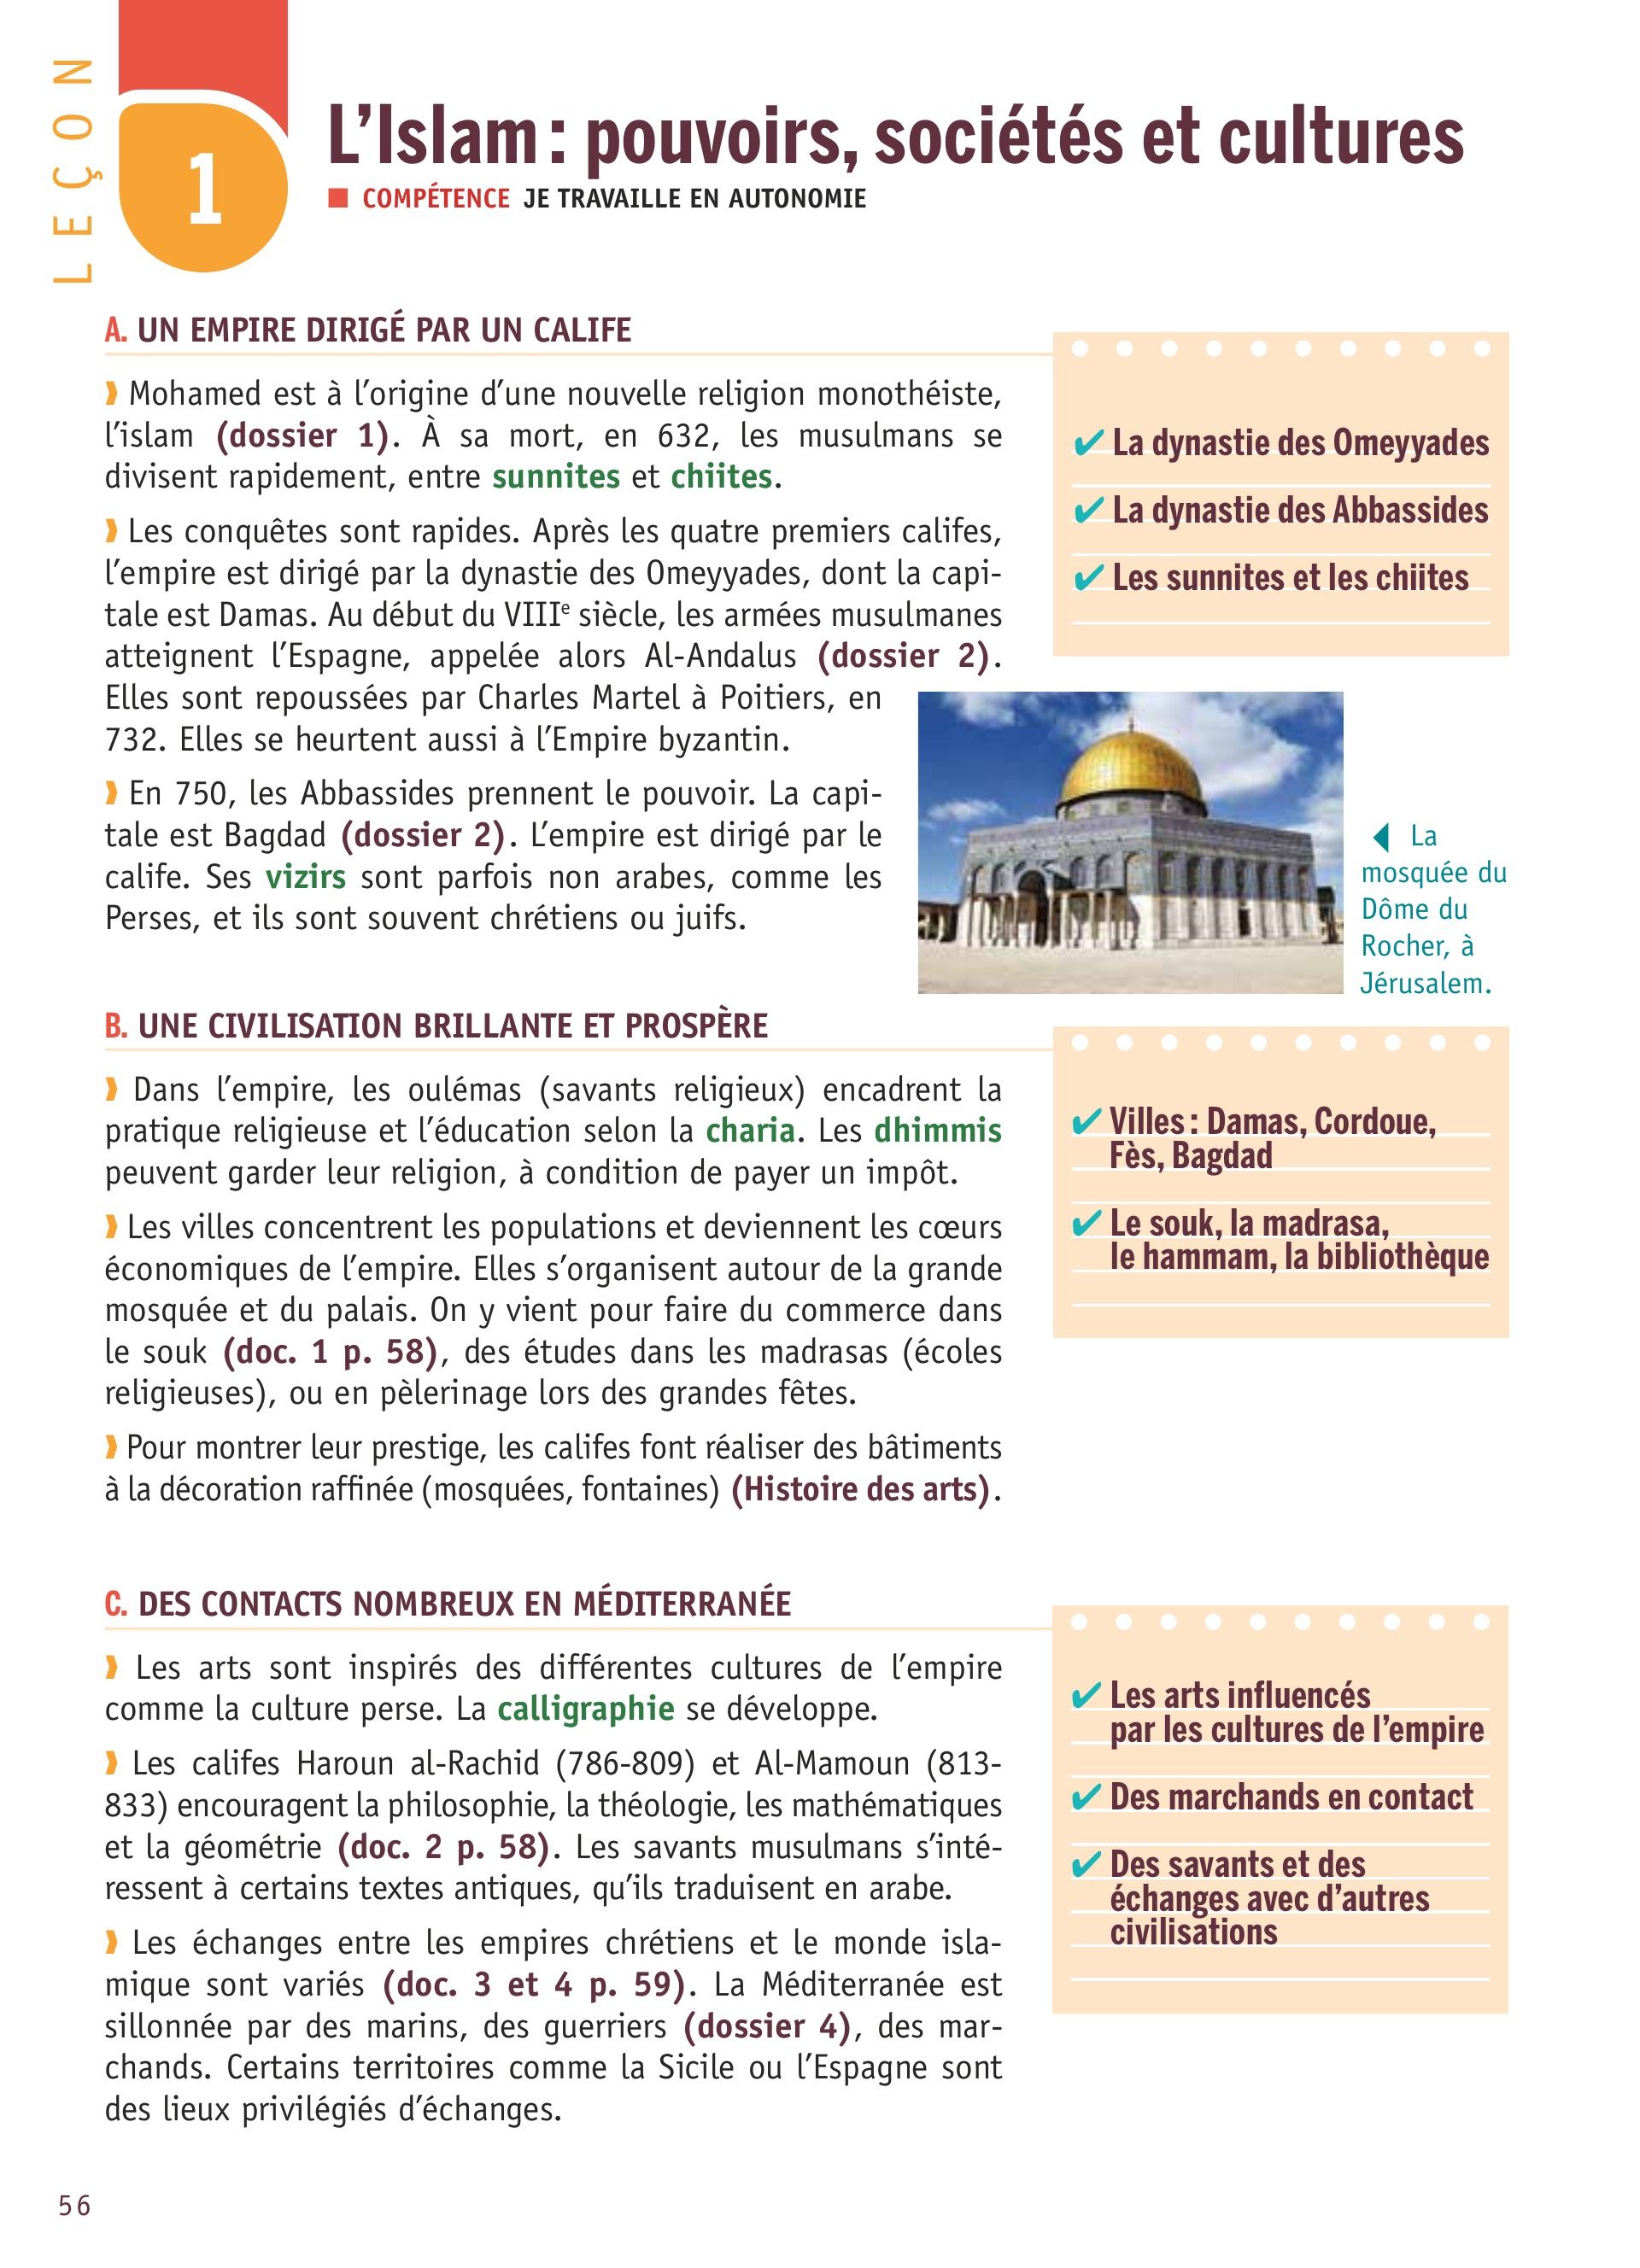 LEÇON
1
L’Islam : pouvoirs, sociétés et cultures
COMPÉTENCE JE TRAVAILLE EN AUTONOMIE
A. UN EMPIRE DIRIGÉ PAR UN CALIFE
❱ Mohamed est à l’origine d’une nouvelle religion monothéiste,
l’islam (dossier 1). À sa mort, en 632, les musulmans se
divisent rapidement, entre sunnites et chiites.
❱ Les conquêtes sont rapides. Après les quatre premiers califes,
l’empire est dirigé par la dynastie des Omeyyades, dont la capi-
tale est Damas. Au début du VIIIe siècle, les armées musulmanes
atteignent l’Espagne, appelée alors Al-Andalus (dossier 2).
Elles sont repoussées par Charles Martel à Poitiers, en
732. Elles se heurtent aussi à l’Empire byzantin.
❱ En 750, les Abbassides prennent le pouvoir. La capi-
tale est Bagdad (dossier 2). L’empire est dirigé par le
calife. Ses vizirs sont parfois non arabes, comme les
Perses, et ils sont souvent chrétiens ou juifs.
✔ La dynastie des Omeyyades
✔ La dynastie des Abbassides
✔ Les sunnites et les chiites
◀ La
mosquée du
Dôme du
Rocher, à
Jérusalem.
B. UNE CIVILISATION BRILLANTE ET PROSPÈRE
❱ Dans l’empire, les oulémas (savants religieux) encadrent la
pratique religieuse et l’éducation selon la charia. Les dhimmis
peuvent garder leur religion, à condition de payer un impôt.
❱ Les villes concentrent les populations et deviennent les cœurs
économiques de l’empire. Elles s’organisent autour de la grande
mosquée et du palais. On y vient pour faire du commerce dans
le souk (doc. 1 p. 58), des études dans les madrasas (écoles
religieuses), ou en pèlerinage lors des grandes fêtes.
❱ Pour montrer leur prestige, les califes font réaliser des bâtiments
à la décoration raffinée (mosquées, fontaines) (Histoire des arts).
✔ Villes : Damas, Cordoue,
Fès, Bagdad
✔ Le souk, la madrasa,
le hammam, la bibliothèque
C. DES CONTACTS NOMBREUX EN MÉDITERRANÉE
❱ Les arts sont inspirés des différentes cultures de l’empire
comme la culture perse. La calligraphie se développe.
❱ Les califes Haroun al-Rachid (786-809) et Al-Mamoun (813-
833) encouragent la philosophie, la théologie, les mathématiques
et la géométrie (doc. 2 p. 58). Les savants musulmans s’inté-
ressent à certains textes antiques, qu’ils traduisent en arabe.
❱ Les échanges entre les empires chrétiens et le monde isla-
mique sont variés (doc. 3 et 4 p. 59). La Méditerranée est
sillonnée par des marins, des guerriers (dossier 4), des mar-
chands. Certains territoires comme la Sicile ou l’Espagne sont
des lieux privilégiés d’échanges.
✔ Les arts influencés
par les cultures de l’empire
✔ Des marchands en contact
✔ Des savants et des
échanges avec d’autres
civilisations
56